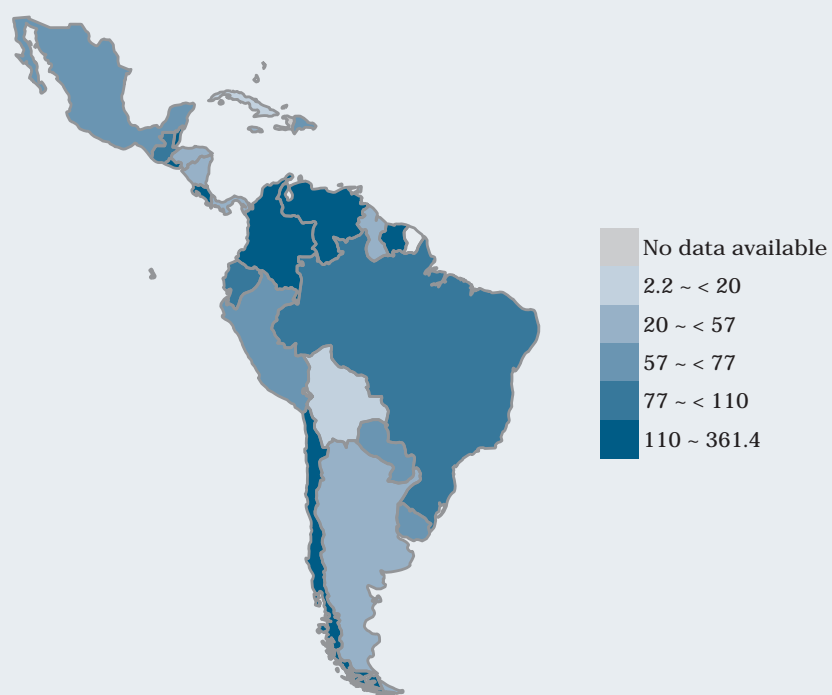 No data available
2.2 ~ < 20
20 ~ < 57
57 ~ < 77
77 ~ < 110
110 ~ 361.4